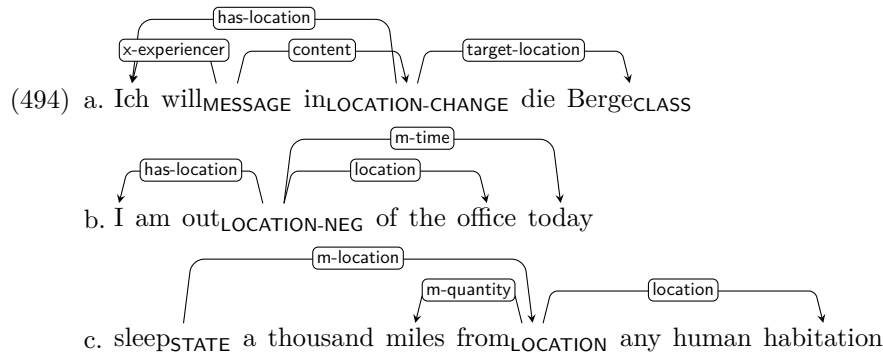 has-location
x-experiencer content target-location
(494) a. Ich willMESSAGE inLOCATION-CHANGE die BergeCLASS
m-time
has-location location
b. I am outLOCATION-NEG of the office today
m-location
m-quantity location
c. sleepSTATE a thousand miles fromLOCATION any human habitation